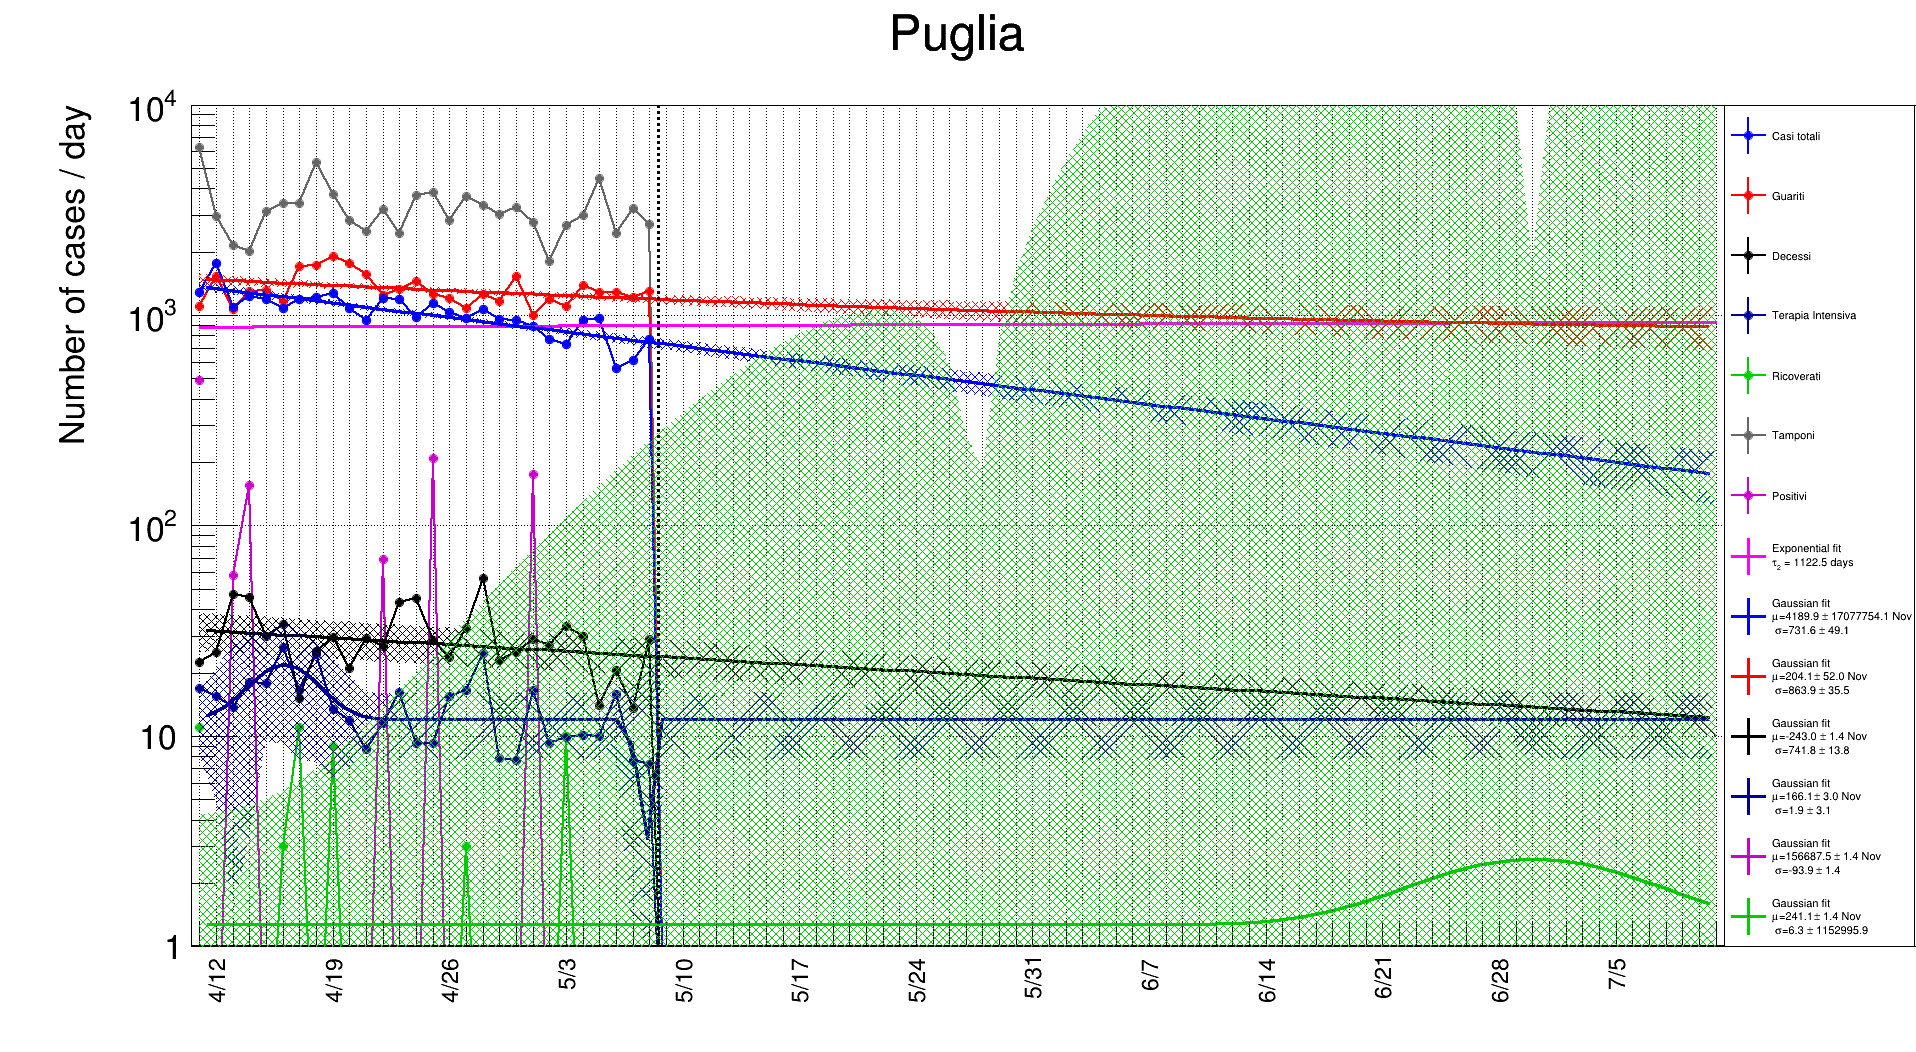 Puglia
Number of cases / day
10^4
10^3
10^2
10
1
4/12
4/19
4/26
5/3
5/10
5/17
5/24
5/31
6/7
6/14
6/21
6/28
7/5
Casi totali
Guariti
Decessi
Terapia Intensiva
Ricoverati
Tamponi
Positivi
Exponential fit
τ₂ = 1122.5 days
Gaussian fit
μ=4189.9 ± 17077754.1 Nov
σ=731.6 ± 49.1
Gaussian fit
μ=204.1 ± 52.0 Nov
σ=863.9 ± 35.5
Gaussian fit
μ=-243.0 ± 1.4 Nov
σ=741.8 ± 13.8
Gaussian fit
μ=166.1 ± 3.0 Nov
σ=1.9 ± 3.1
Gaussian fit
μ=156687.5 ± 1.4 Nov
σ=-93.9 ± 1.4
Gaussian fit
μ=241.1 ± 1.4 Nov
σ=6.3 ± 1152995.9